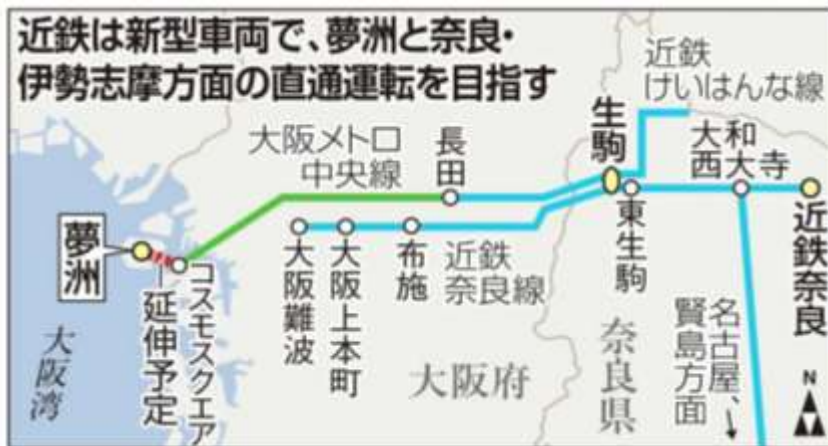 近鉄は新型車両で、夢洲と奈良・
伊勢志摩方面の直通運転を目指す
近鉄
けいはんな線
大阪メトロ
中央線
長田
生駒
大和
西大寺
夢洲
コスモスクエア
延伸予定
大阪難波
大阪上本町
布施
近鉄
奈良線
東生駒
近鉄奈良
大阪湾
大阪府
奈良県
名古屋、
賢島方面
N